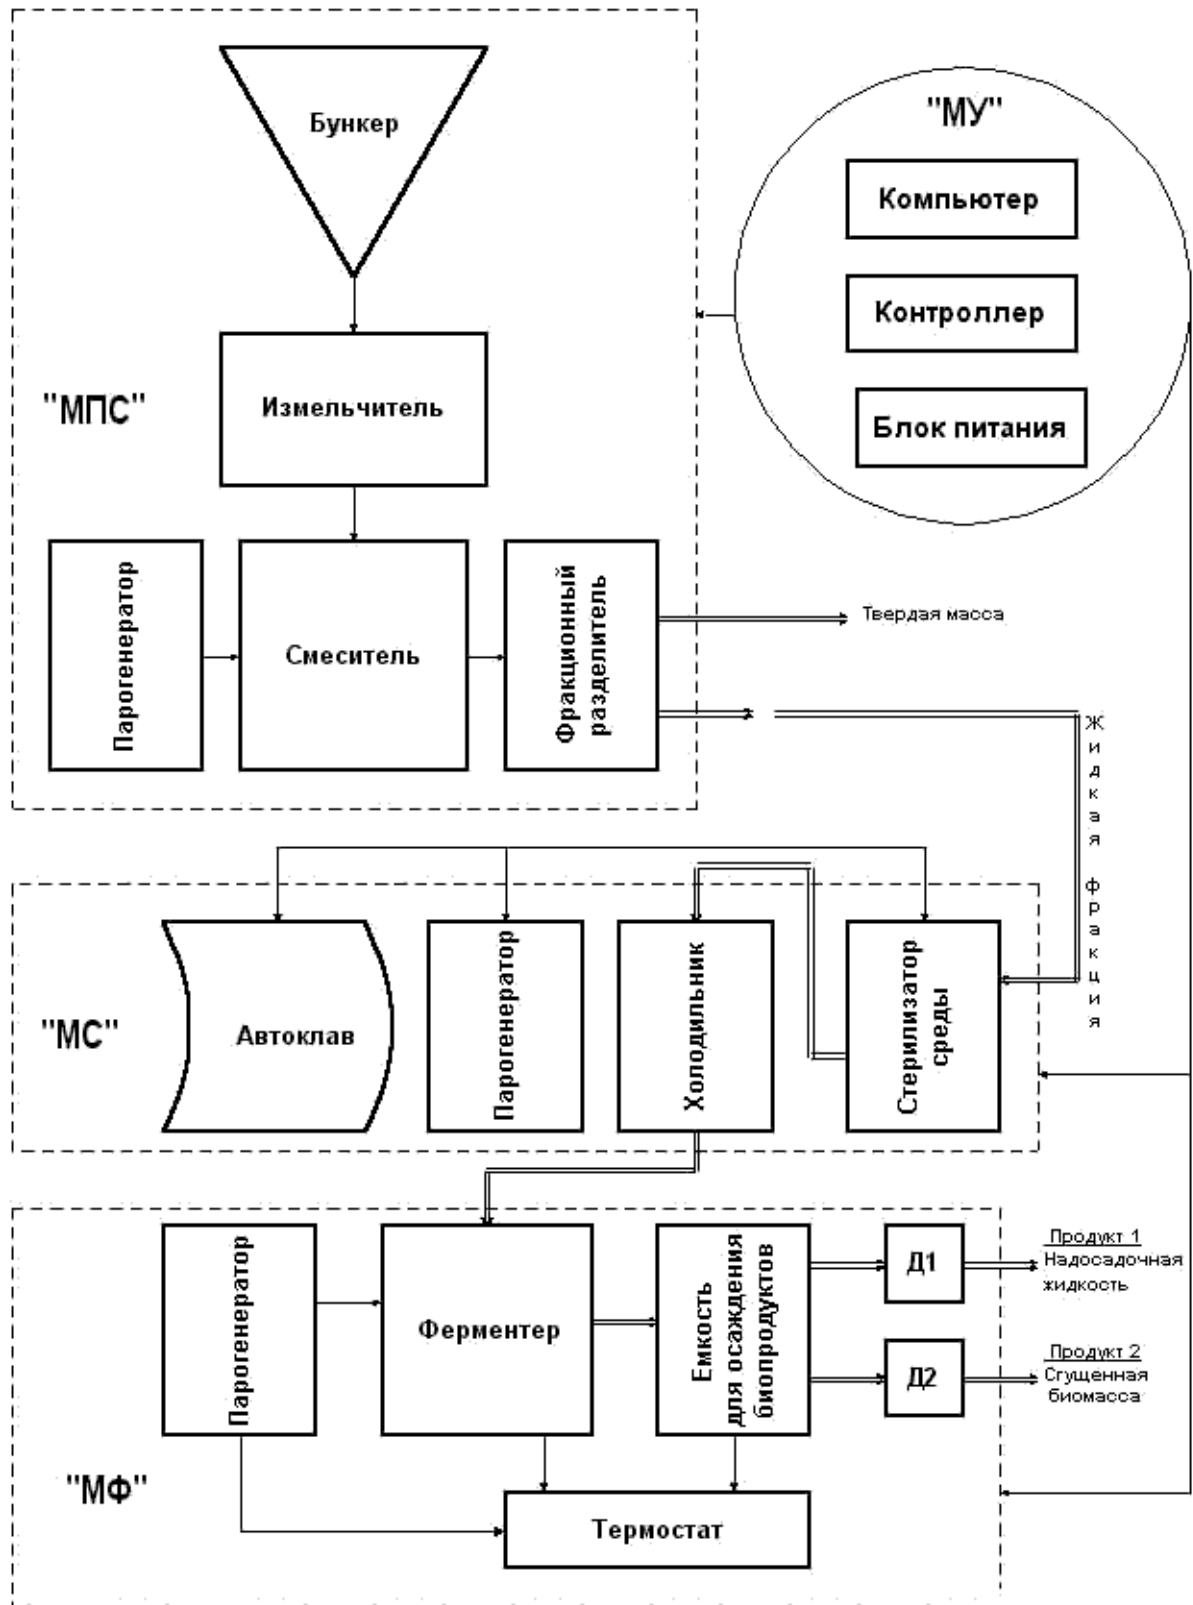 Бункер
"МУ"
Компьютер
Контроллер
Блок питания
"МПС"
Измельчитель
Парогенератор
Смеситель
Фракционный
разделитель
Твердая масса
Жидкая фракция
"МС"
Автоклав
Парогенератор
Холодильник
Стерилизатор
среды
Парогенератор
Ферментер
Емкость
для осаждения
биопродуктов
Д1
Продукт 1
Надосадочная
жидкость
Д2
Продукт 2
Сгущенная
биомасса
"МФ"
Термостат